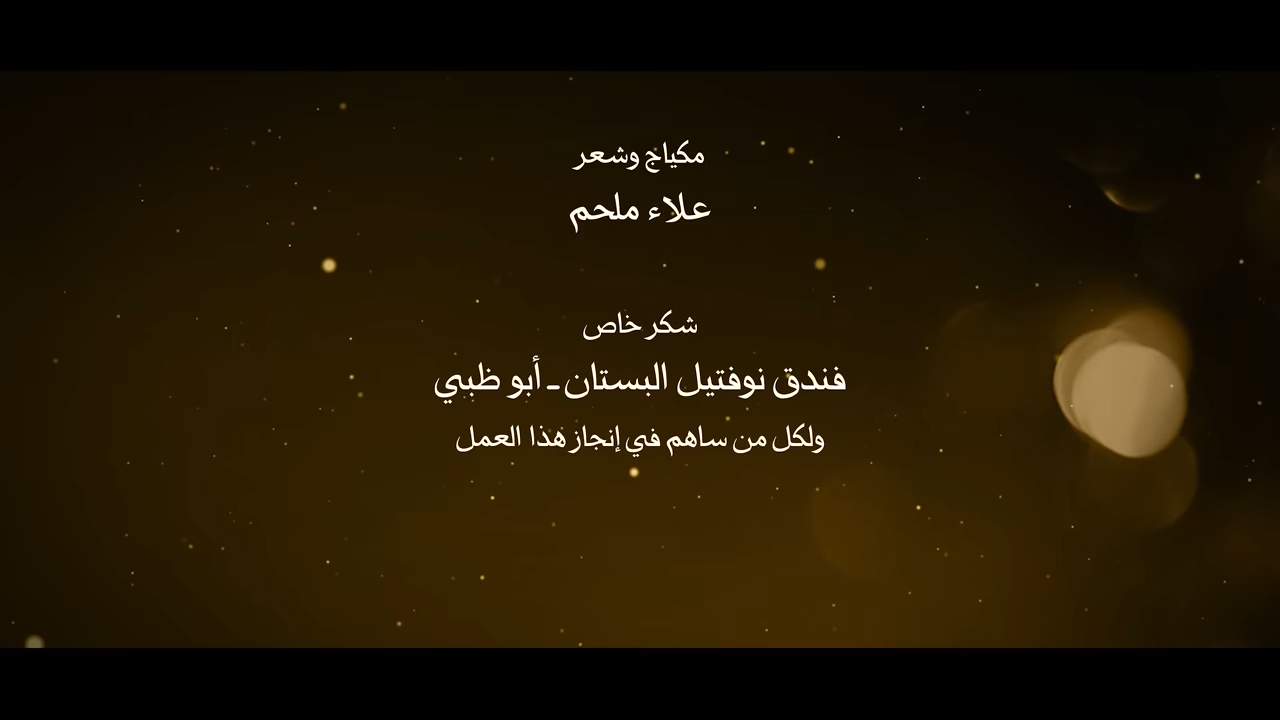 مكياج وشعر
علاء ملحم
شكر خاص
فندق نوفتيل البستان - أبو ظبي
ولكل من ساهم في إنجاز هذا العمل